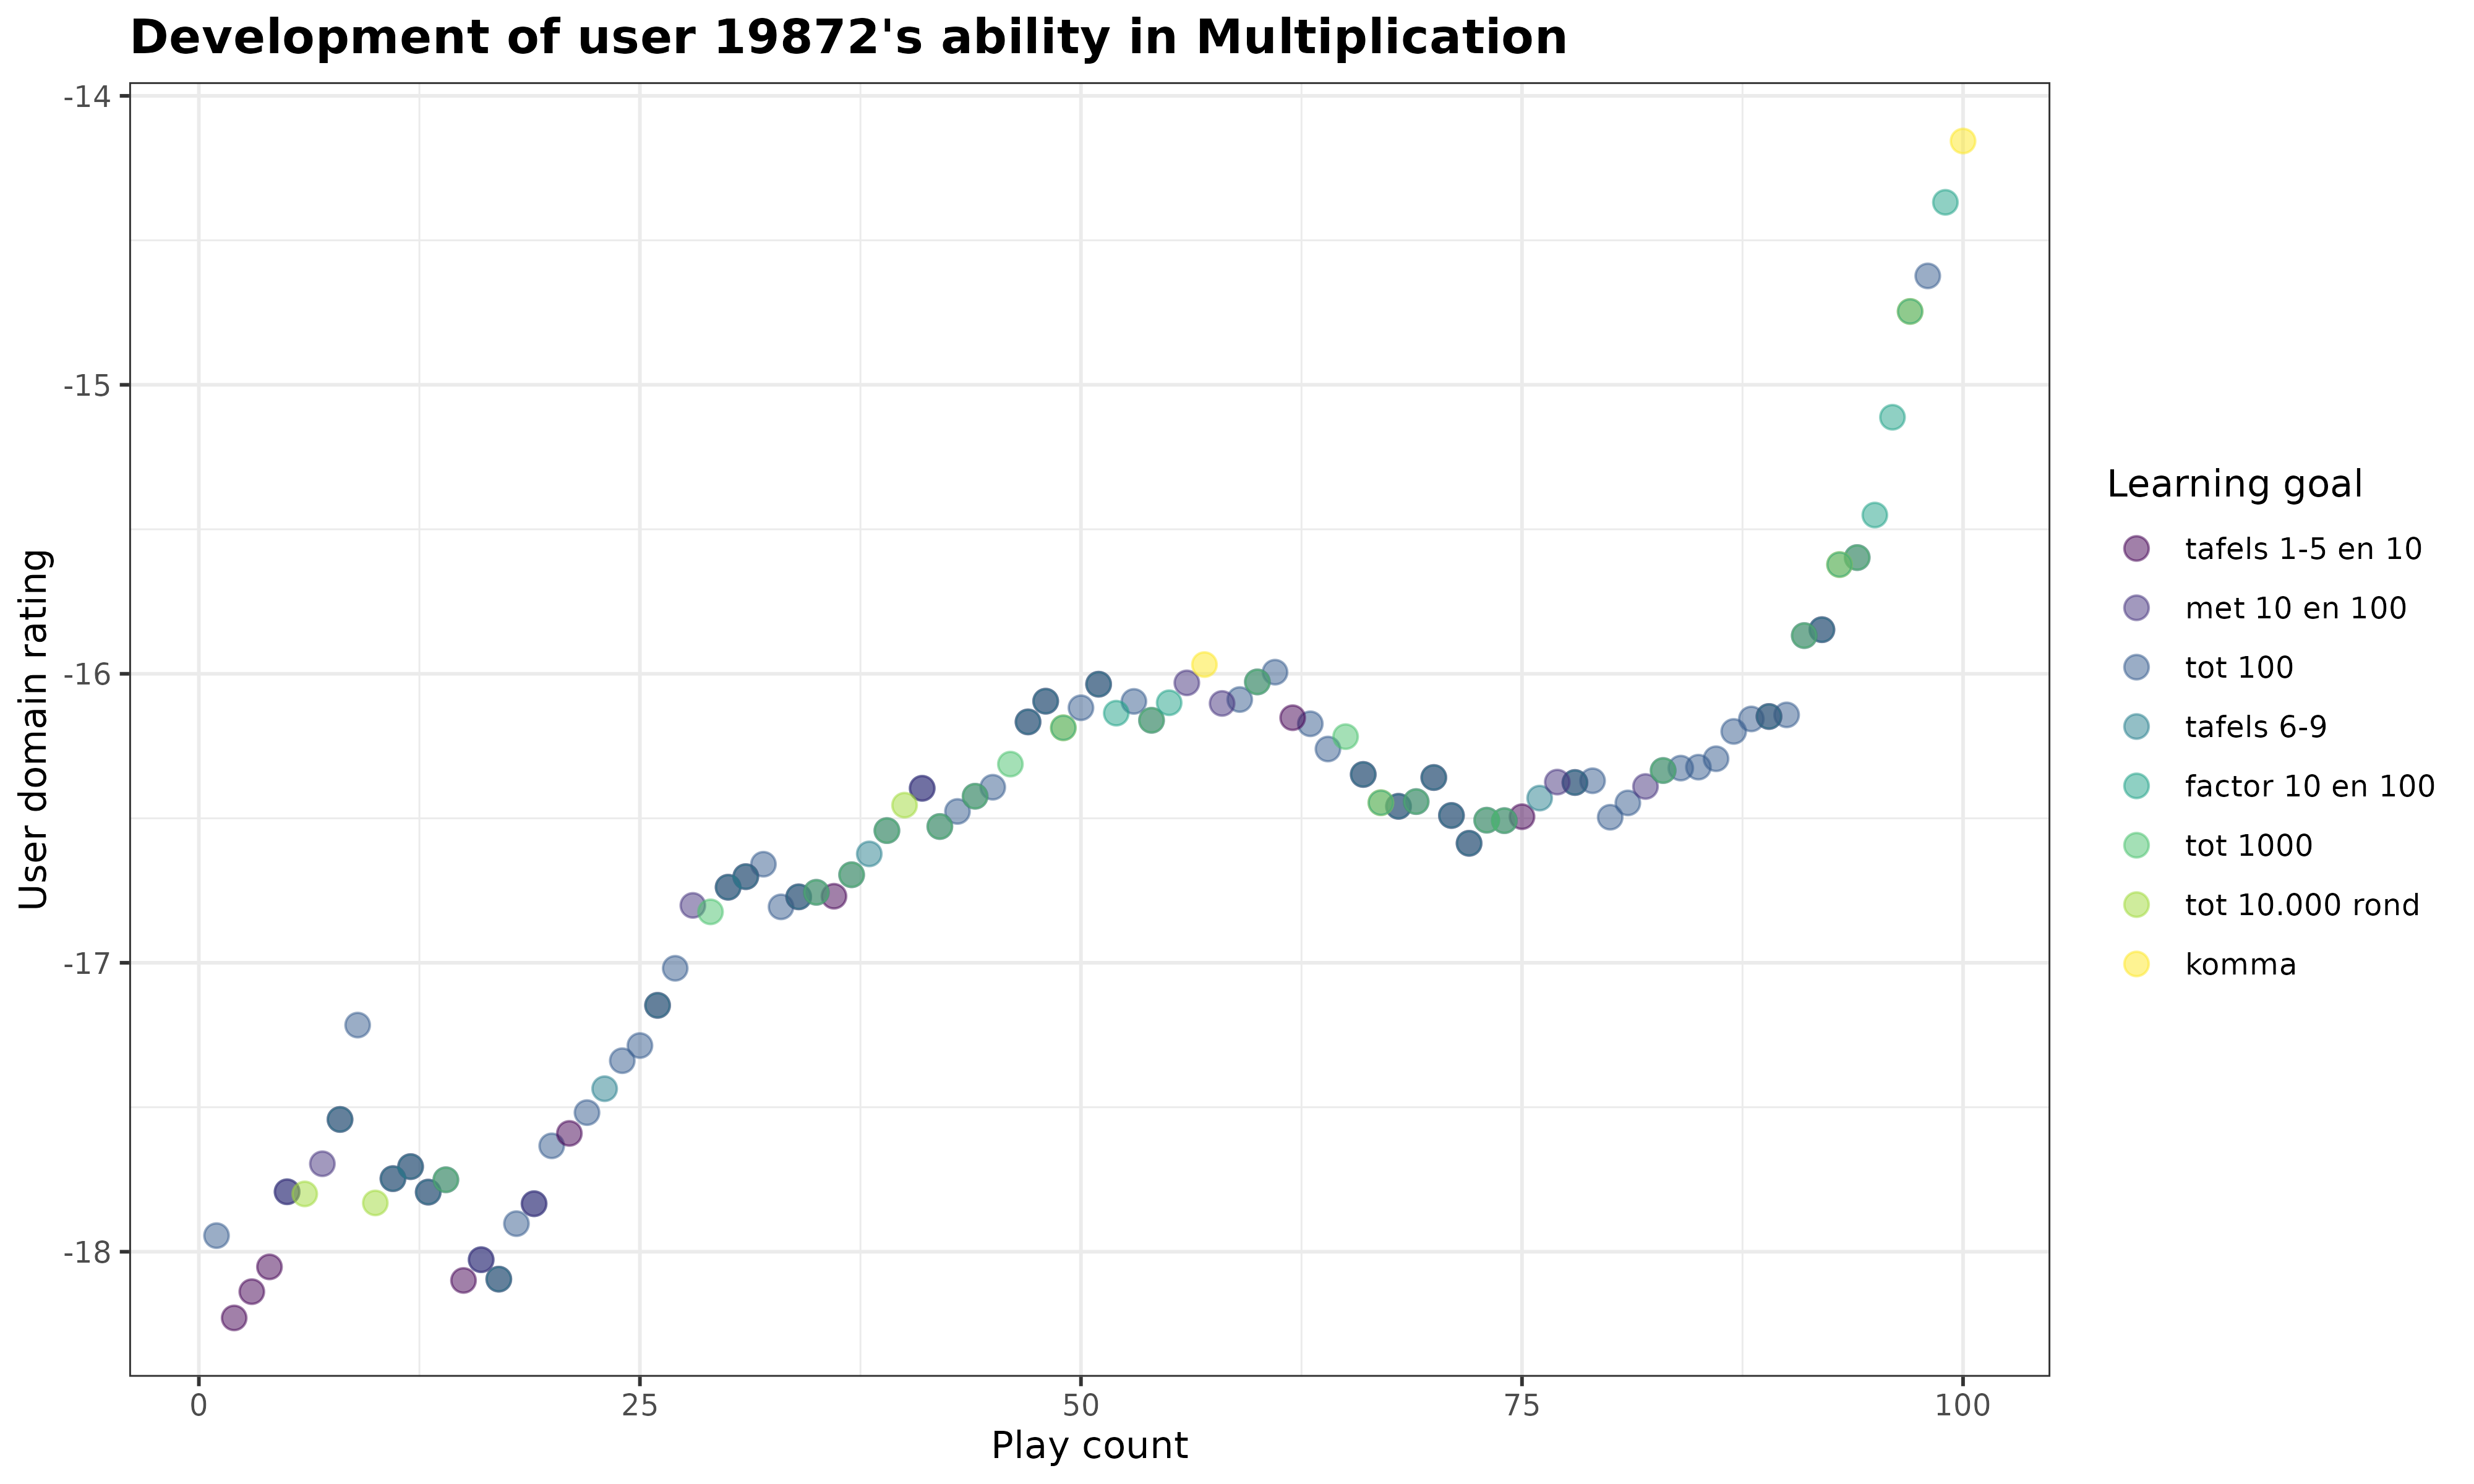 Development of user 19872's ability in Multiplication
User domain rating
-14
-15
-16
-17
-18
0 25 50 75 100
Play count
Learning goal
tafels 1-5 en 10
met 10 en 100
tot 100
tafels 6-9
factor 10 en 100
tot 1000
tot 10.000 rond
komma